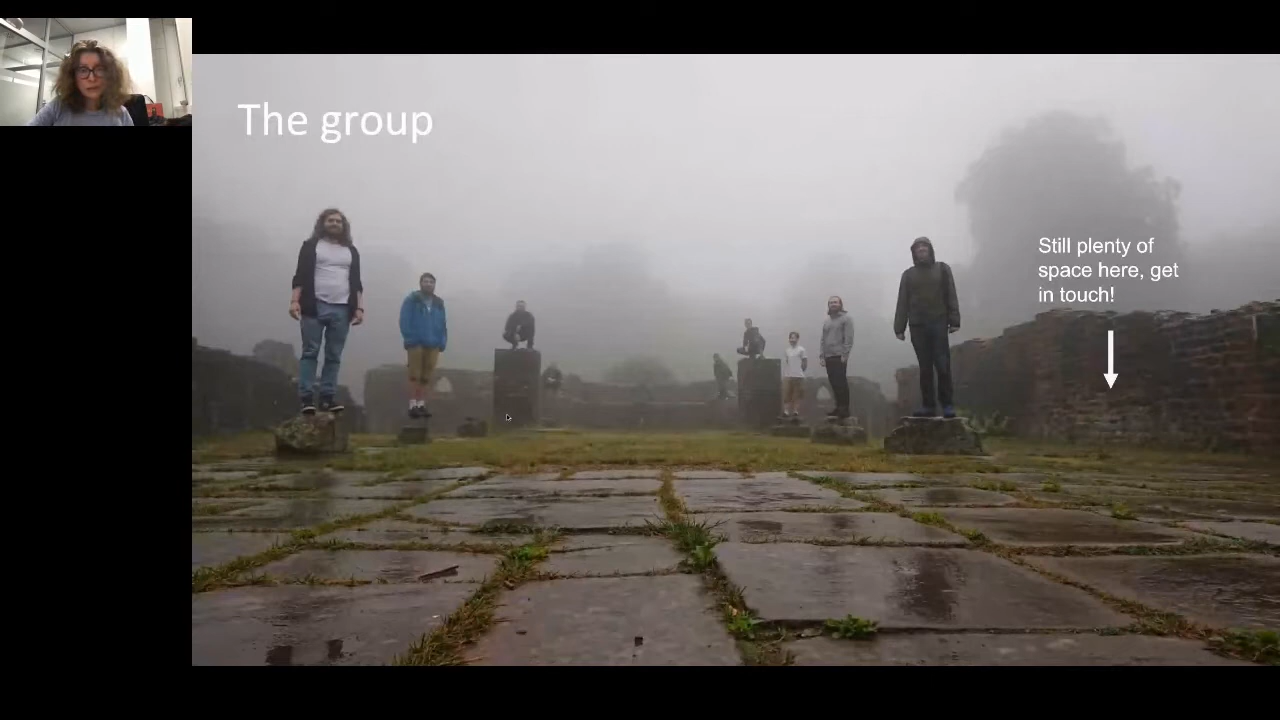 The group
Still plenty of
space here, get
in touch!